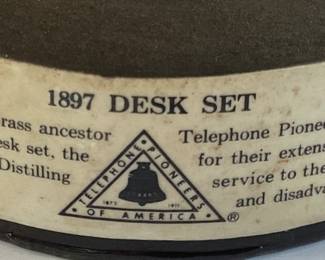 1897 DESK SET
rass ancestor
esk set, the
Distilling
TELEPHONE PIONEERS
OF AMERICA
®
Telephone Pionee
for their extens
service to the
and disadva